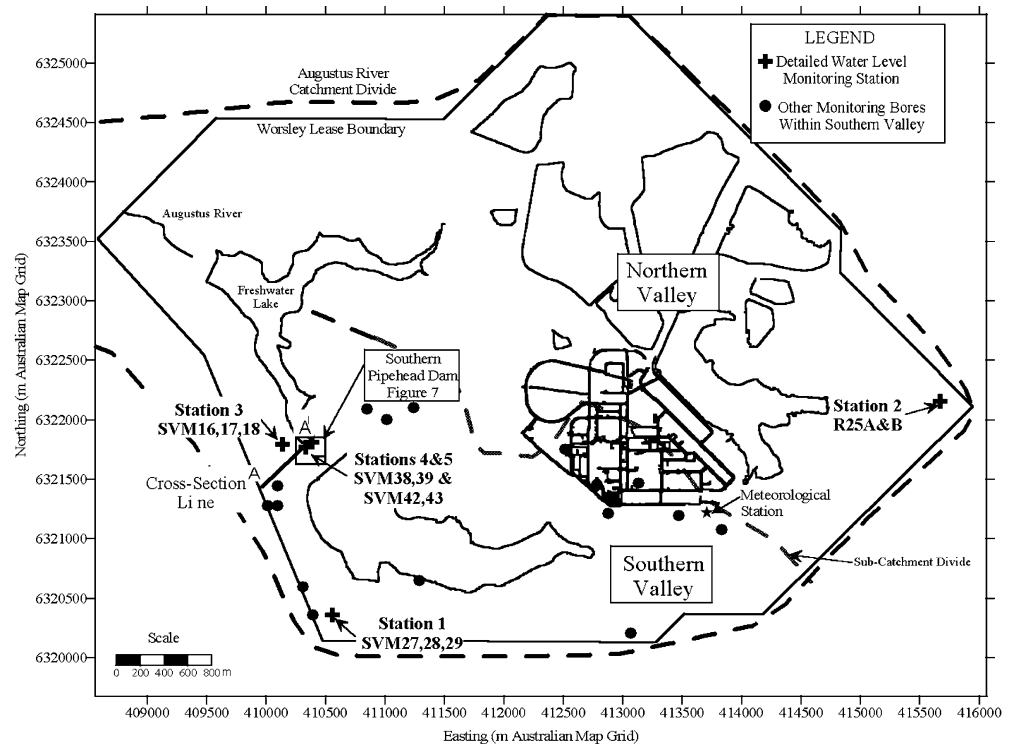 LEGEND
Detailed Water Level
Monitoring Station
Other Monitoring Bores
Within Southern Valley
Augustus River
Catchment Divide
Worsley Lease Boundary
Augustus River
Freshwater
Lake
Northern
Valley
Southern
Pipehead Dam
Figure 7
Station 3
SVM16,17,18
A'
Station 2
R25A&B
Stations 4&5
SVM38,39 &
SVM42,43
A
Cross-Section
Line
Meteorological
Station
Southern
Valley
Sub-Catchment Divide
Station 1
SVM27,28,29
Scale
0 200 400 600 800 m
Northing (m Australian Map Grid)
6325000
6324500
6324000
6323500
6323000
6322500
6322000
6321500
6321000
6320500
6320000
409000 409500 410000 410500 411000 411500 412000 412500 413000 413500 414000 414500 415000 415500 416000
Easting (m Australian Map Grid)